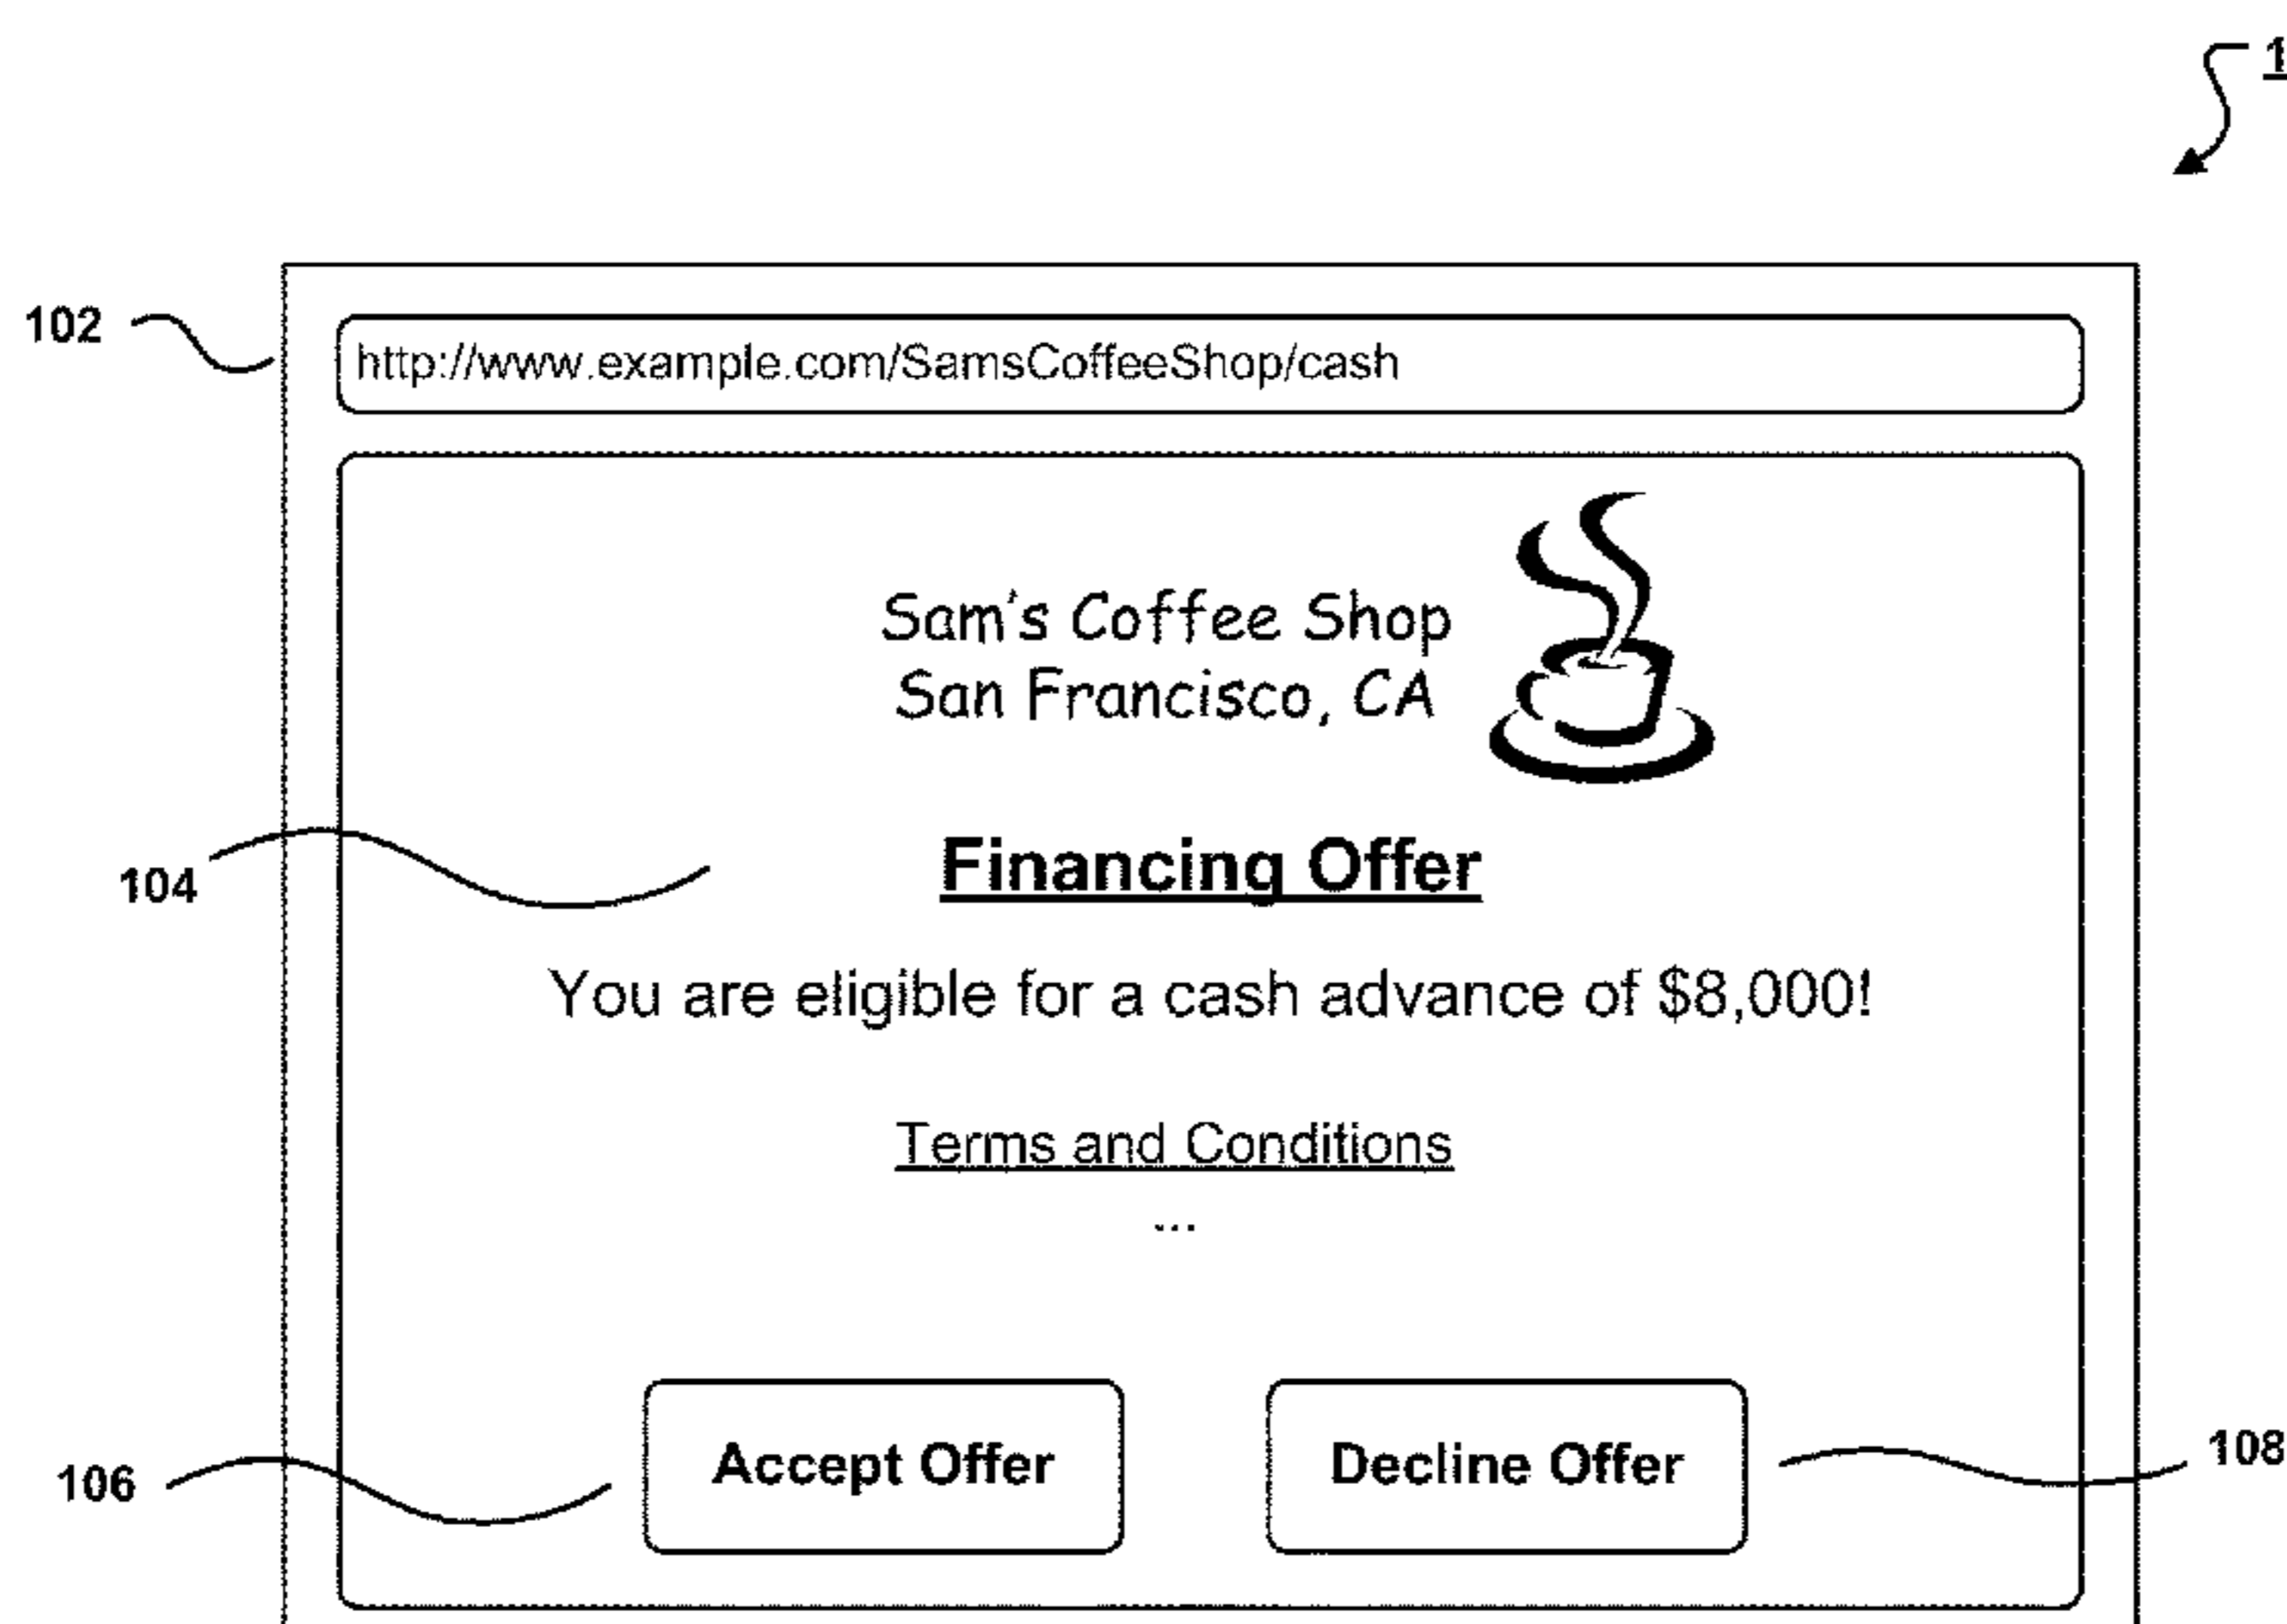 102
http://www.example.com/SamsCoffeeShop/cash
Sam's Coffee Shop
San Francisco, CA
104
Financing Offer
You are eligible for a cash advance of $8,000!
Terms and Conditions
...
106
Accept Offer
Decline Offer
108